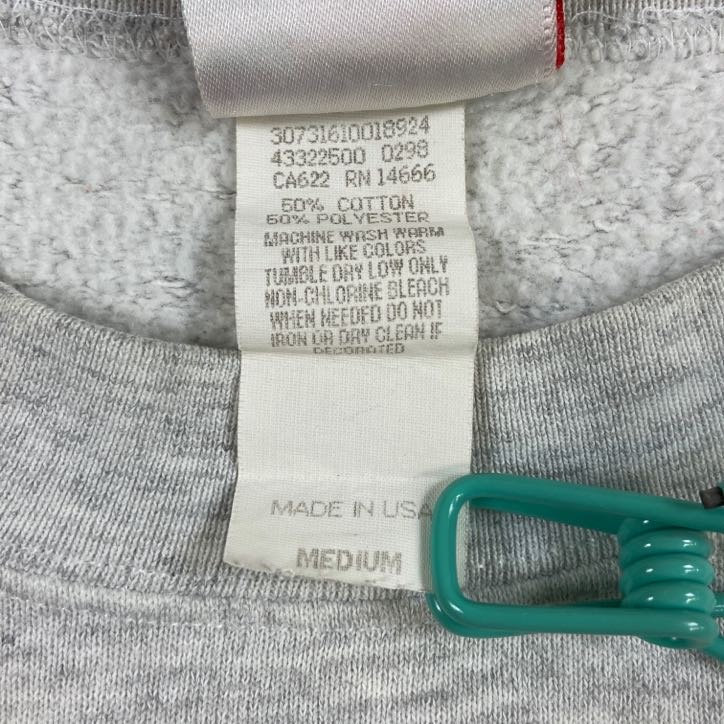 30731610018924
43322500 0298
CA622 RN 14666
50% COTTON
50% POLYESTER
MACHINE WASH WARM
WITH LIKE COLORS
TUMBLE DRY LOW ONLY
NON-CHLORINE BLEACH
WHEN NEEDED DO NOT
IRON OR DRY CLEAN IF
DECORATED
MADE IN USA
MEDIUM